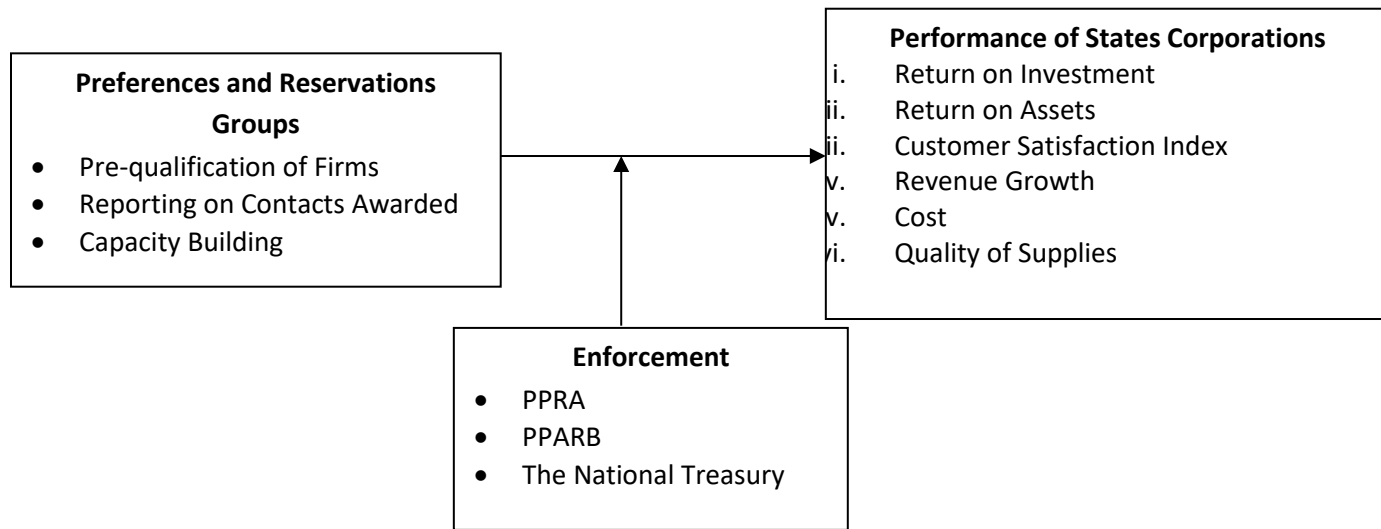 Preferences and Reservations
Groups
• Pre-qualification of Firms
• Reporting on Contacts Awarded
• Capacity Building
Performance of States Corporations
i. Return on Investment
ii. Return on Assets
ii. Customer Satisfaction Index
v. Revenue Growth
v. Cost
vi. Quality of Supplies
Enforcement
• PPRA
• PPARB
• The National Treasury